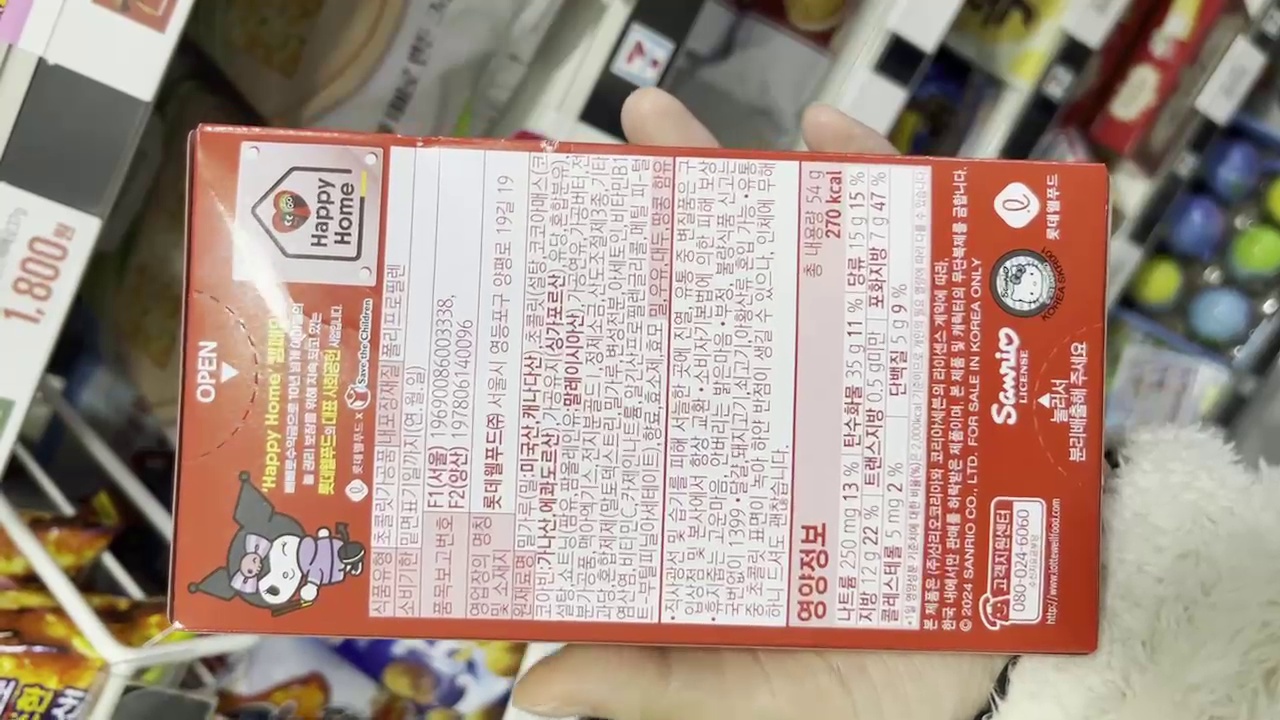 1,800원
OPEN
'Happy Home' 캠페인
빼빼로수익금으로 10년 넘게 어린이들의
놀 권리 보장을 위해 지속 되고 있는
롯데웰푸드의 대표 사회공헌 사업입니다.
롯데웰푸드 x Save the Children
Happy
Home
식품유형 초콜릿가공품 내포장재질 폴리프로필렌
소비기한 밑면표기일까지(연.월.일)
품목보고번호 F1(서울) 19690086003338,
F2(양산) 197806140096
영업장의 명칭 및 소재지 롯데웰푸드㈜ 서울시 영등포구 양평로 19길 19
원재료명 밀가루(밀:미국산,캐나다산),초콜릿(설탕,코코아매스(코
코아빈:가나산,에콰도르산),가공유지(싱가포르산),유당,혼합분유),
설탕,쇼트닝(팜유,팜올레인유:말레이시아산),가공연유,가공버터,전
분가공품,맥아엑기스,전지분골드I,정제소금,산도조절제3종,기타
과당,혼합제제(말토덱스트린,밀가루,변성전분,아세토인,비타민B1
염산염,비타민C,카제인나트륨,알긴산프로필렌글리콜,메틸 피-털
트-부틸피닐아세테이트),향료,효소제,효모 밀,우유,대두,땅콩 함유
•직사광선 및 습기를 피해 서늘한 곳에 진열, 유통 중 변질품은 구
입상점 및 본사에서 항상 교환 •소비자기본법에 의한 피해 보상
•휴지줍는 고운마음, 안버리는 밝은마음 •부정, 불량식품 신고는
국번없이 1399 •달걀,돼지고기,쇠고기,아황산류 혼입 가능 •유통
중 초콜릿 표면이 녹아 하얀 반점이 생길 수 있으나, 인체에 무해
하니 드셔도 괜찮습니다.
영양정보 총 내용량 54 g
270 kcal
나트륨 250 mg 13 % 탄수화물 35 g 11 % 당류 15 g 15 %
지방 12 g 22 % 트랜스지방 0.5 g미만 포화지방 7 g 47 %
콜레스테롤 5 mg 2 % 단백질 5 g 9 %
*1일 영양성분 기준치에 대한 비율(%)은 2,000kcal 기준이므로 개인의 필요 열량에 따라 다를 수 있습니다.
본 제품은 (주)산리오코리아와 코리아세븐의 라이센스 계약에 따라,
한국 내에서만 판매를 허락받은 제품이며, 본 제품 및 캐릭터의 무단복제를 금합니다.
© 2024 SANRIO CO., LTD. FOR SALE IN KOREA ONLY
고객지원센터
080-024-6060
수신자요금부담
http://www.lottewellfood.com
Sanrio
LICENSE
Sanrio
KOREA SKR001
롯데웰푸드
눌러서
분리배출해 주세요